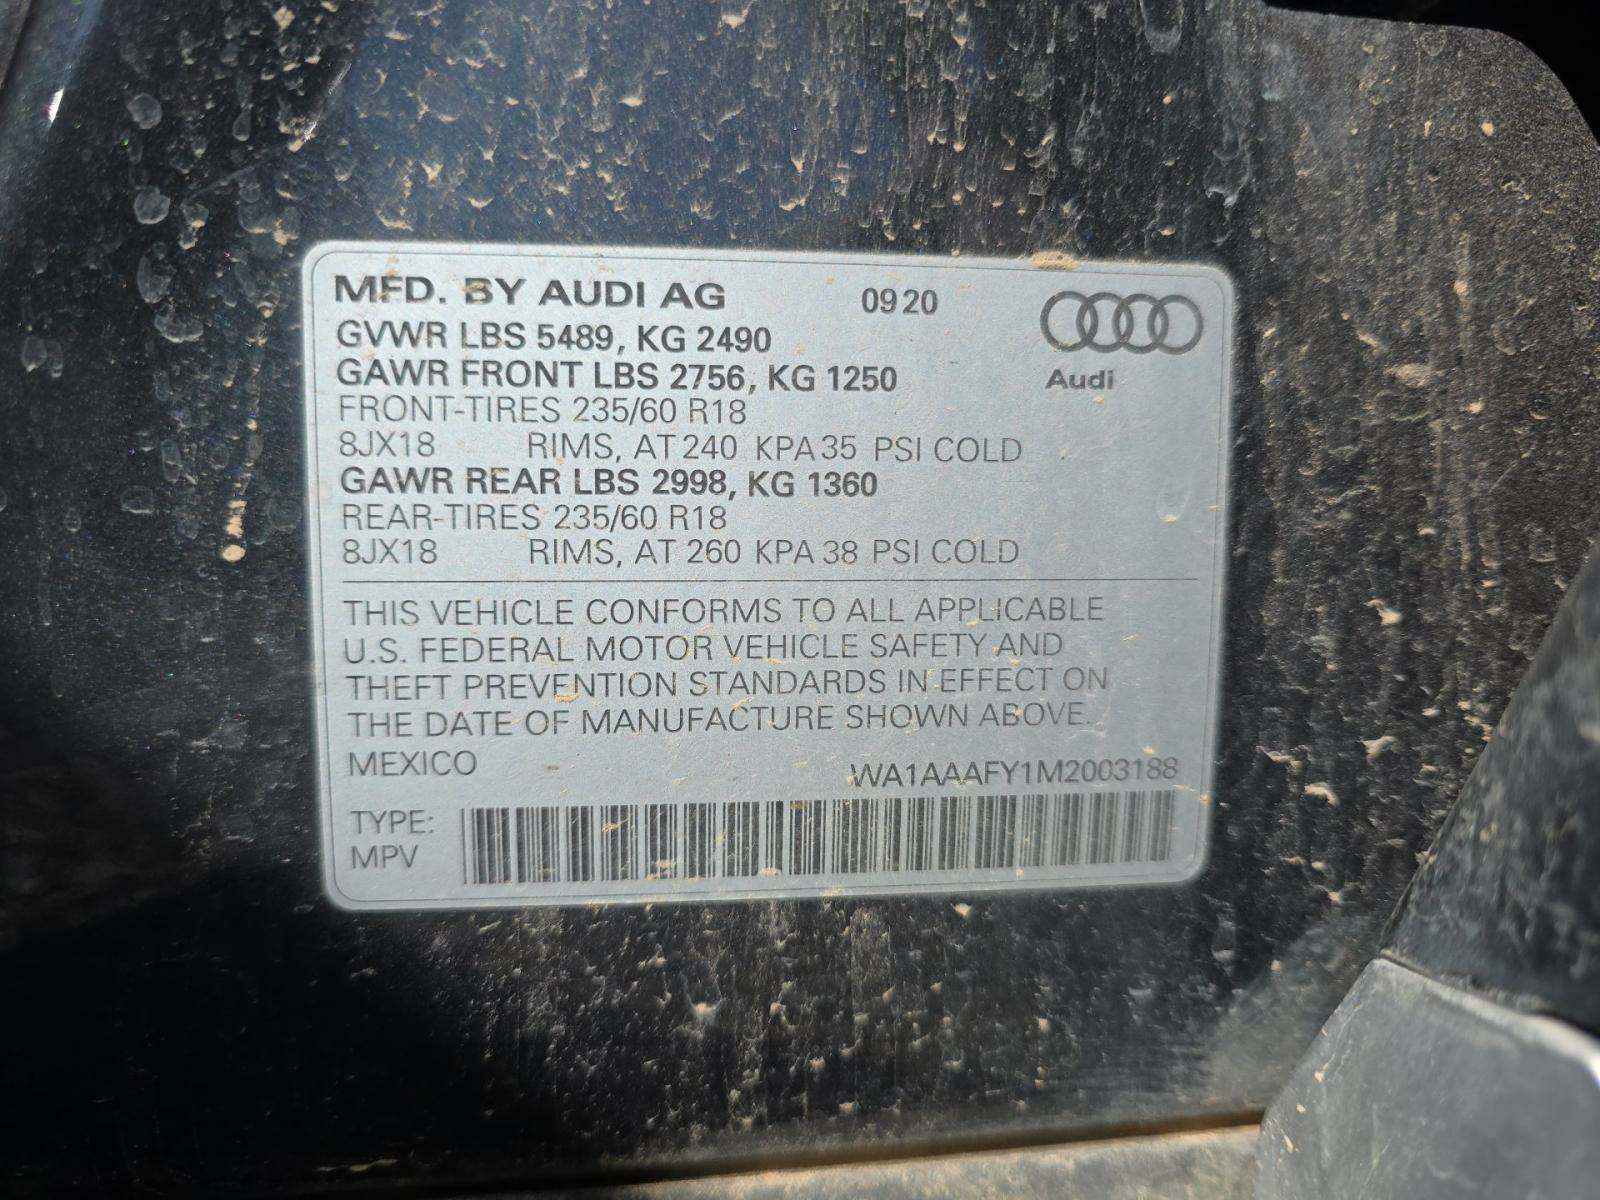 MFD. BY AUDI AG 09 20
GVWR LBS 5489, KG 2490
GAWR FRONT LBS 2756, KG 1250
Audi
FRONT-TIRES 235/60 R18
8JX18 RIMS, AT 240 KPA 35 PSI COLD
GAWR REAR LBS 2998, KG 1360
REAR-TIRES 235/60 R18
8JX18 RIMS, AT 260 KPA 38 PSI COLD
THIS VEHICLE CONFORMS TO ALL APPLICABLE
U.S. FEDERAL MOTOR VEHICLE SAFETY AND
THEFT PREVENTION STANDARDS IN EFFECT ON
THE DATE OF MANUFACTURE SHOWN ABOVE.
MEXICO WA1AAAFY1M2003188
TYPE:
MPV